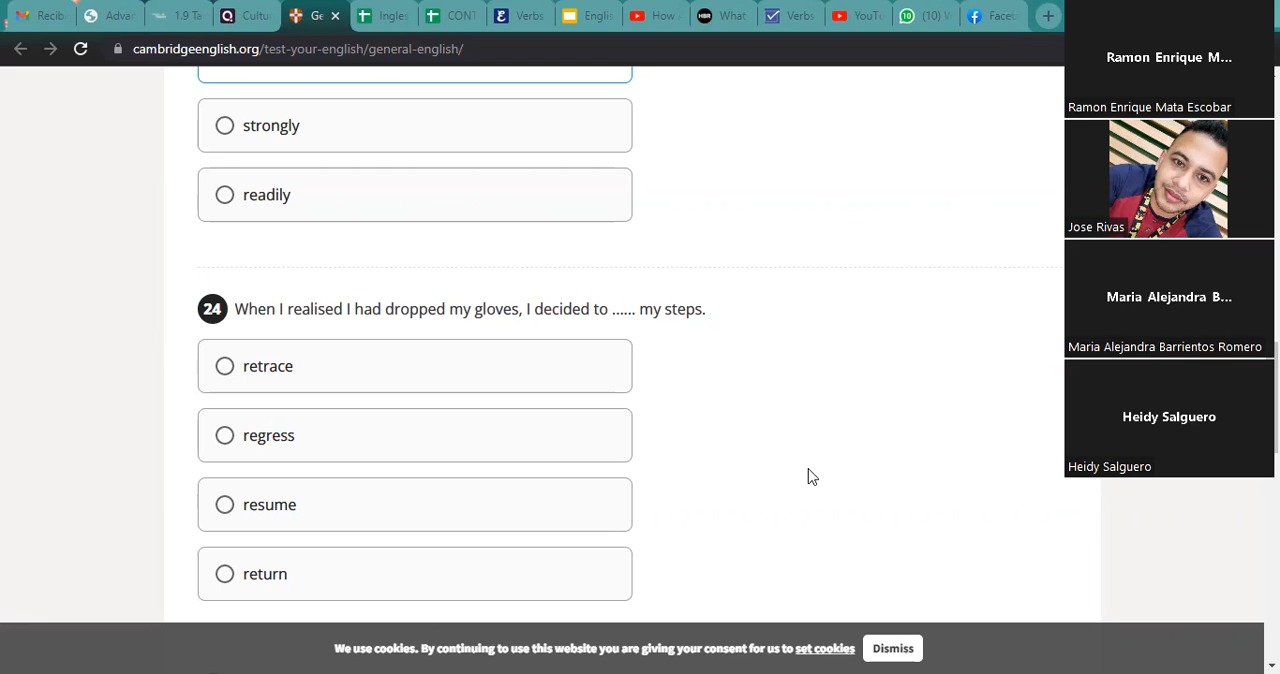 Recib
Adva
1.9 Ta
Cultu
Ge
Ingles
CONT
Verbs
Englis
How
What
Verbs
YouTu
(10)
Faceb
cambridgeenglish.org/test-your-english/general-english/
strongly
readily
24 When I realised I had dropped my gloves, I decided to ...... my steps.
retrace
regress
resume
return
We use cookies. By continuing to use this website you are giving your consent for us to set cookies
Dismiss
Ramon Enrique M...
Ramon Enrique Mata Escobar
Jose Rivas
Maria Alejandra B...
Maria Alejandra Barrientos Romero
Heidy Salguero
Heidy Salguero